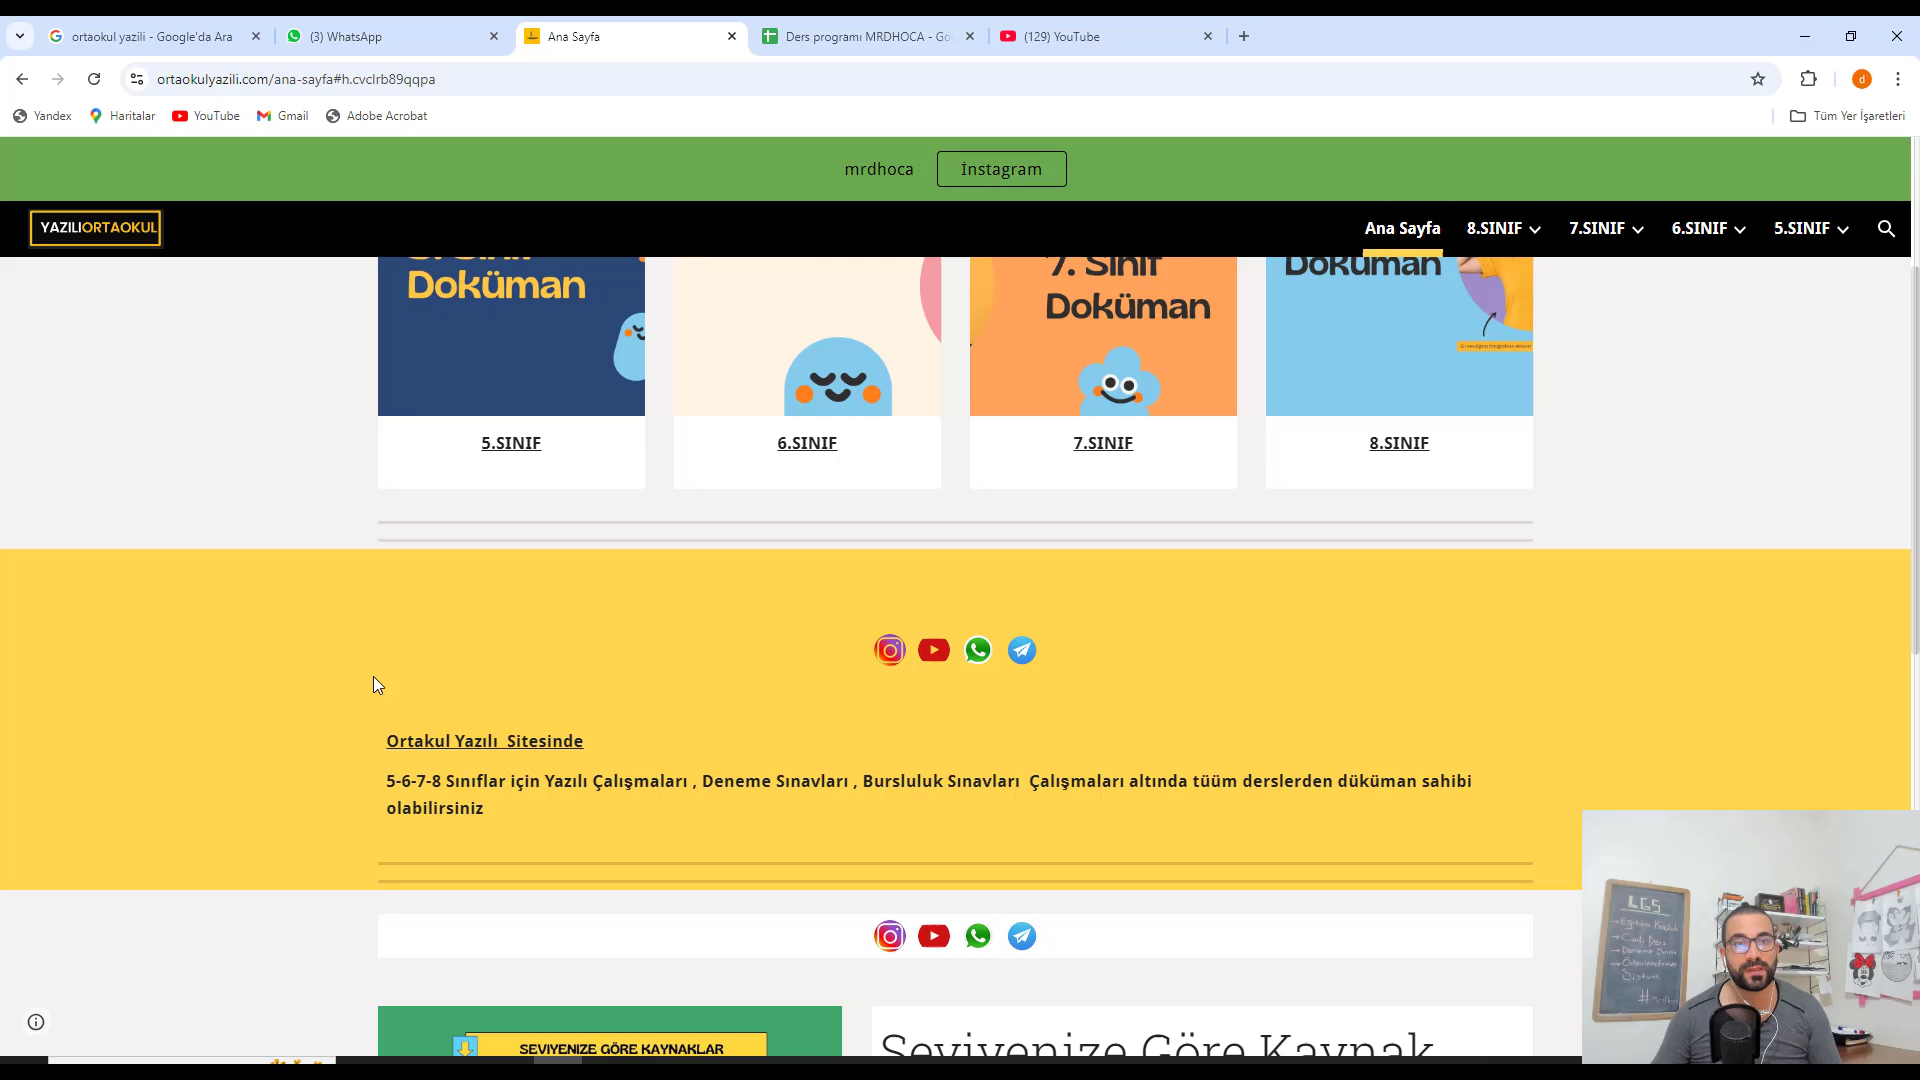 ortaokul yazili - Google'da Ara
(3) WhatsApp
Ana Sayfa
Ders programı MRDHOCA - Go
(129) YouTube
ortaokulyazili.com/ana-sayfa#h.cvclrb89qqpa
d
Yandex
Haritalar
YouTube
Gmail
Adobe Acrobat
Tüm Yer İşaretleri
mrdhoca
İnstagram
YAZILIORTAOKUL
Ana Sayfa
8.SINIF
7.SINIF
6.SINIF
5.SINIF
Doküman
7. Sınıf
Doküman
Doküman
5.SINIF
6.SINIF
7.SINIF
8.SINIF
Ortakul Yazılı  Sitesinde
5-6-7-8 Sınıflar için Yazılı Çalışmaları , Deneme Sınavları , Bursluluk Sınavları  Çalışmaları altında tüüm derslerden düküman sahibi
olabilirsiniz
SEVİYENİZE GÖRE KAYNAKLAR
Seviyenize Göre Kaynak
LGS